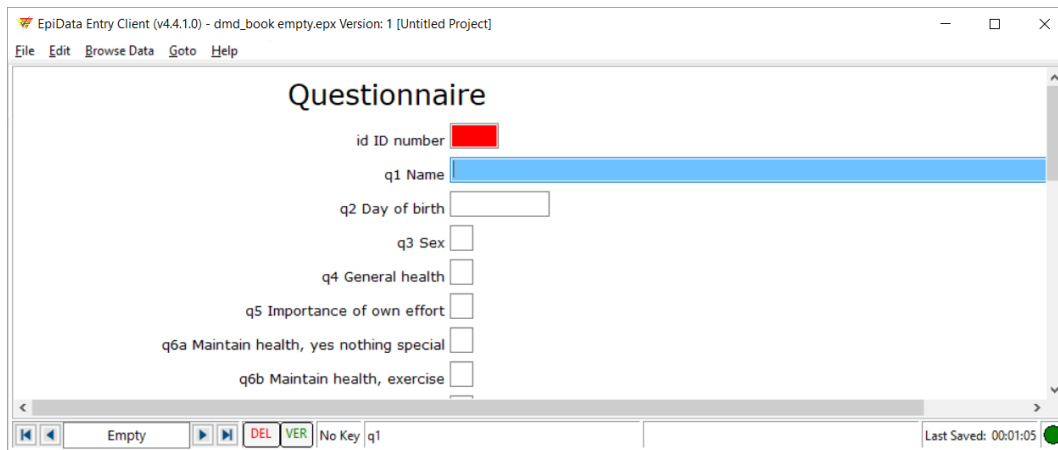 EpiData Entry Client (v4.4.1.0) - dmd_book empty.epx Version: 1 [Untitled Project]
File Edit Browse Data Goto Help
Questionnaire
id ID number
q1 Name
q2 Day of birth
q3 Sex
q4 General health
q5 Importance of own effort
q6a Maintain health, yes nothing special
q6b Maintain health, exercise
Empty DEL VER No Key q1 Last Saved: 00:01:05